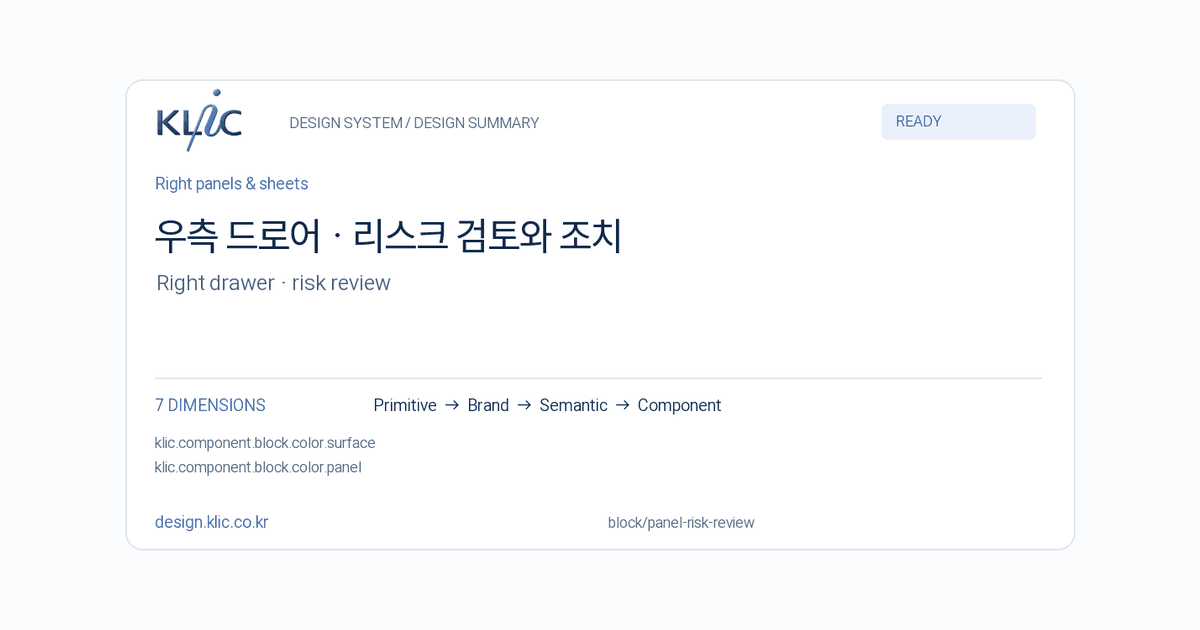 KLiC
DESIGN SYSTEM / DESIGN SUMMARY
READY
Right panels & sheets
우측 드로어 · 리스크 검토와 조치
Right drawer · risk review
7 DIMENSIONS
Primitive → Brand → Semantic → Component
klic.component.block.color.surface
klic.component.block.color.panel
design.klic.co.kr
block/panel-risk-review